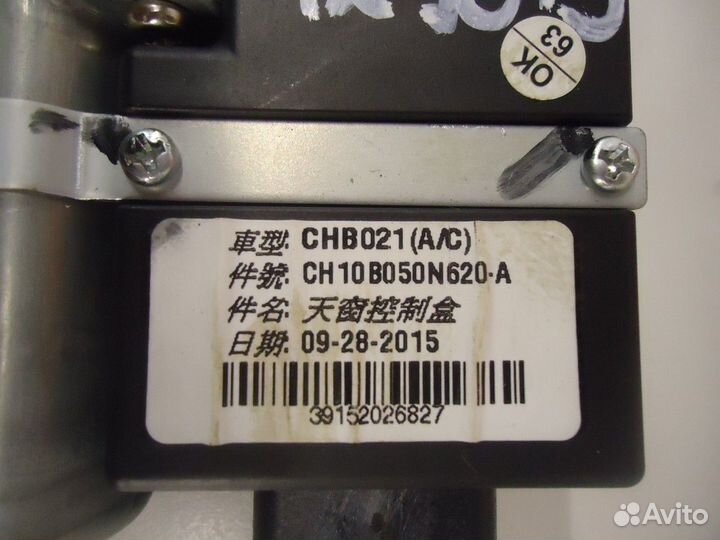 OK
63
車型: CHB021(A/C)
件號: CH10B050N620-A
件名: 天窗控制盒
日期: 09-28-2015
39152026827
Avito